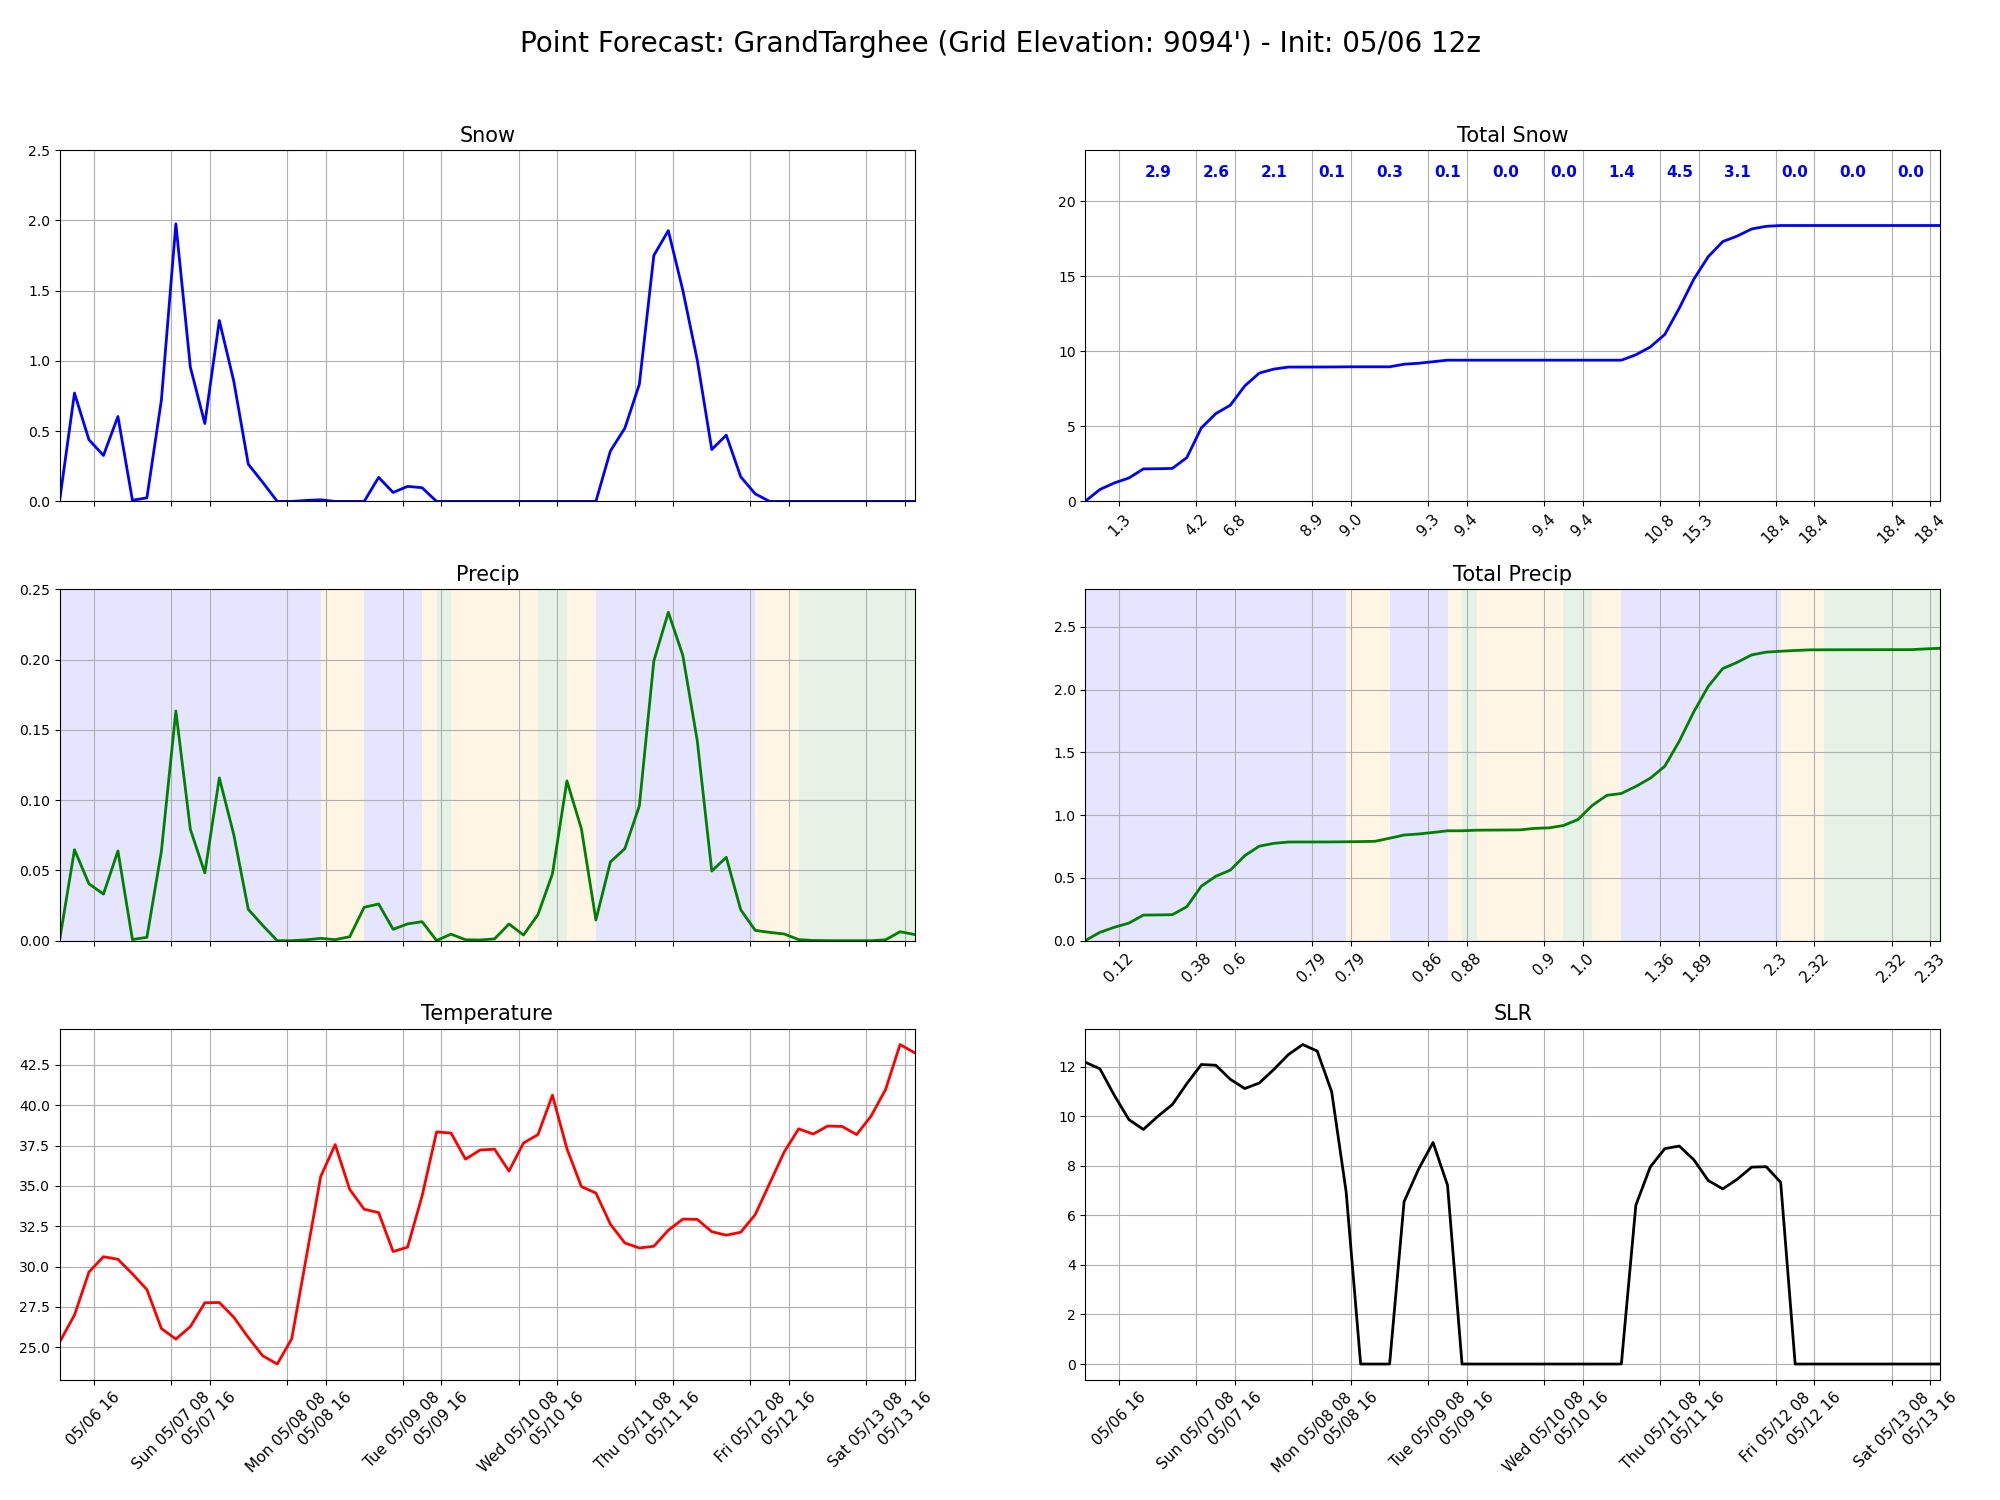 Point Forecast: GrandTarghee (Grid Elevation: 9094') - Init: 05/06 12z
Snow
2.5
2.0
1.5
1.0
0.5
0.0
Total Snow
2.9 2.6 2.1 0.1 0.3 0.1 0.0 0.0 1.4 4.5 3.1 0.0 0.0 0.0
20
15
10
5
0
1.3 4.2 6.8 8.9 9.0 9.3 9.4 9.4 9.4 10.8 15.3 18.4 18.4 18.4 18.4
Precip
0.25
0.20
0.15
0.10
0.05
0.00
Total Precip
2.5
2.0
1.5
1.0
0.5
0.0
0.12 0.38 0.6 0.79 0.79 0.86 0.88 0.9 1.0 1.36 1.89 2.3 2.32 2.32 2.33
Temperature
42.5
40.0
37.5
35.0
32.5
30.0
27.5
25.0
05/06 16
Sun 05/07 08
05/07 16
Mon 05/08 08
05/08 16
Tue 05/09 08
05/09 16
Wed 05/10 08
05/10 16
Thu 05/11 08
05/11 16
Fri 05/12 08
05/12 16
Sat 05/13 08
05/13 16
SLR
12
10
8
6
4
2
0
05/06 16
Sun 05/07 08
05/07 16
Mon 05/08 08
05/08 16
Tue 05/09 08
05/09 16
Wed 05/10 08
05/10 16
Thu 05/11 08
05/11 16
Fri 05/12 08
05/12 16
Sat 05/13 08
05/13 16